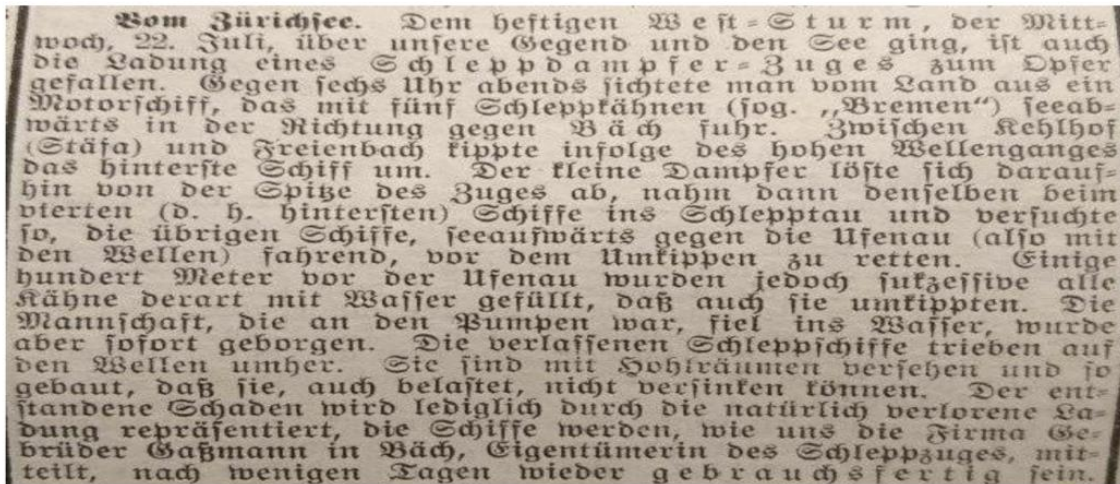 Vom Zürichsee. Dem heftigen West-Sturm, der Mitt-
woch, 22. Juli, über unsere Gegend und den See ging, ist auch
die Ladung eines Schleppdampfer-Zuges zum Opfer
gefallen. Gegen sechs Uhr abends sichtete man vom Land aus ein
Motorschiff, das mit fünf Schleppkähnen (sog. „Bremen“) seeab-
wärts in der Richtung gegen Bäch fuhr. Zwischen Kehlhof
(Stäfa) und Freienbach kippte infolge des hohen Wellenganges
das hinterste Schiff um. Der kleine Dampfer löste sich darauf-
hin von der Spitze des Zuges ab, nahm dann denselben beim
vierten (d. h. hintersten) Schiffe ins Schlepptau und versuchte
so, die übrigen Schiffe, seeaufwärts gegen die Ufenau (also mit
den Wellen) fahrend, vor dem Umkippen zu retten. Einige
hundert Meter vor der Ufenau wurden jedoch sukzessive alle
Kähne derart mit Wasser gefüllt, daß auch sie umkippten. Die
Mannschaft, die an den Pumpen war, fiel ins Wasser, wurde
aber sofort geborgen. Die verlassenen Schleppschiffe trieben auf
den Wellen umher. Sie sind mit Hohlräumen versehen und so
gebaut, daß sie, auch belastet, nicht versinken können. Der ent-
standene Schaden wird lediglich durch die natürlich verlorene La-
dung repräsentiert, die Schiffe werden, wie uns die Firma Ge-
brüder Gaßmann in Bäch, Eigentümerin des Schleppzuges, mit-
teilt, nach wenigen Tagen wieder gebrauchsfertig sein.